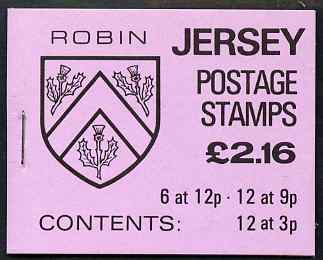 ROBIN
JERSEY
POSTAGE
STAMPS
£2.16
6 at 12p · 12 at 9p
CONTENTS: 12 at 3p